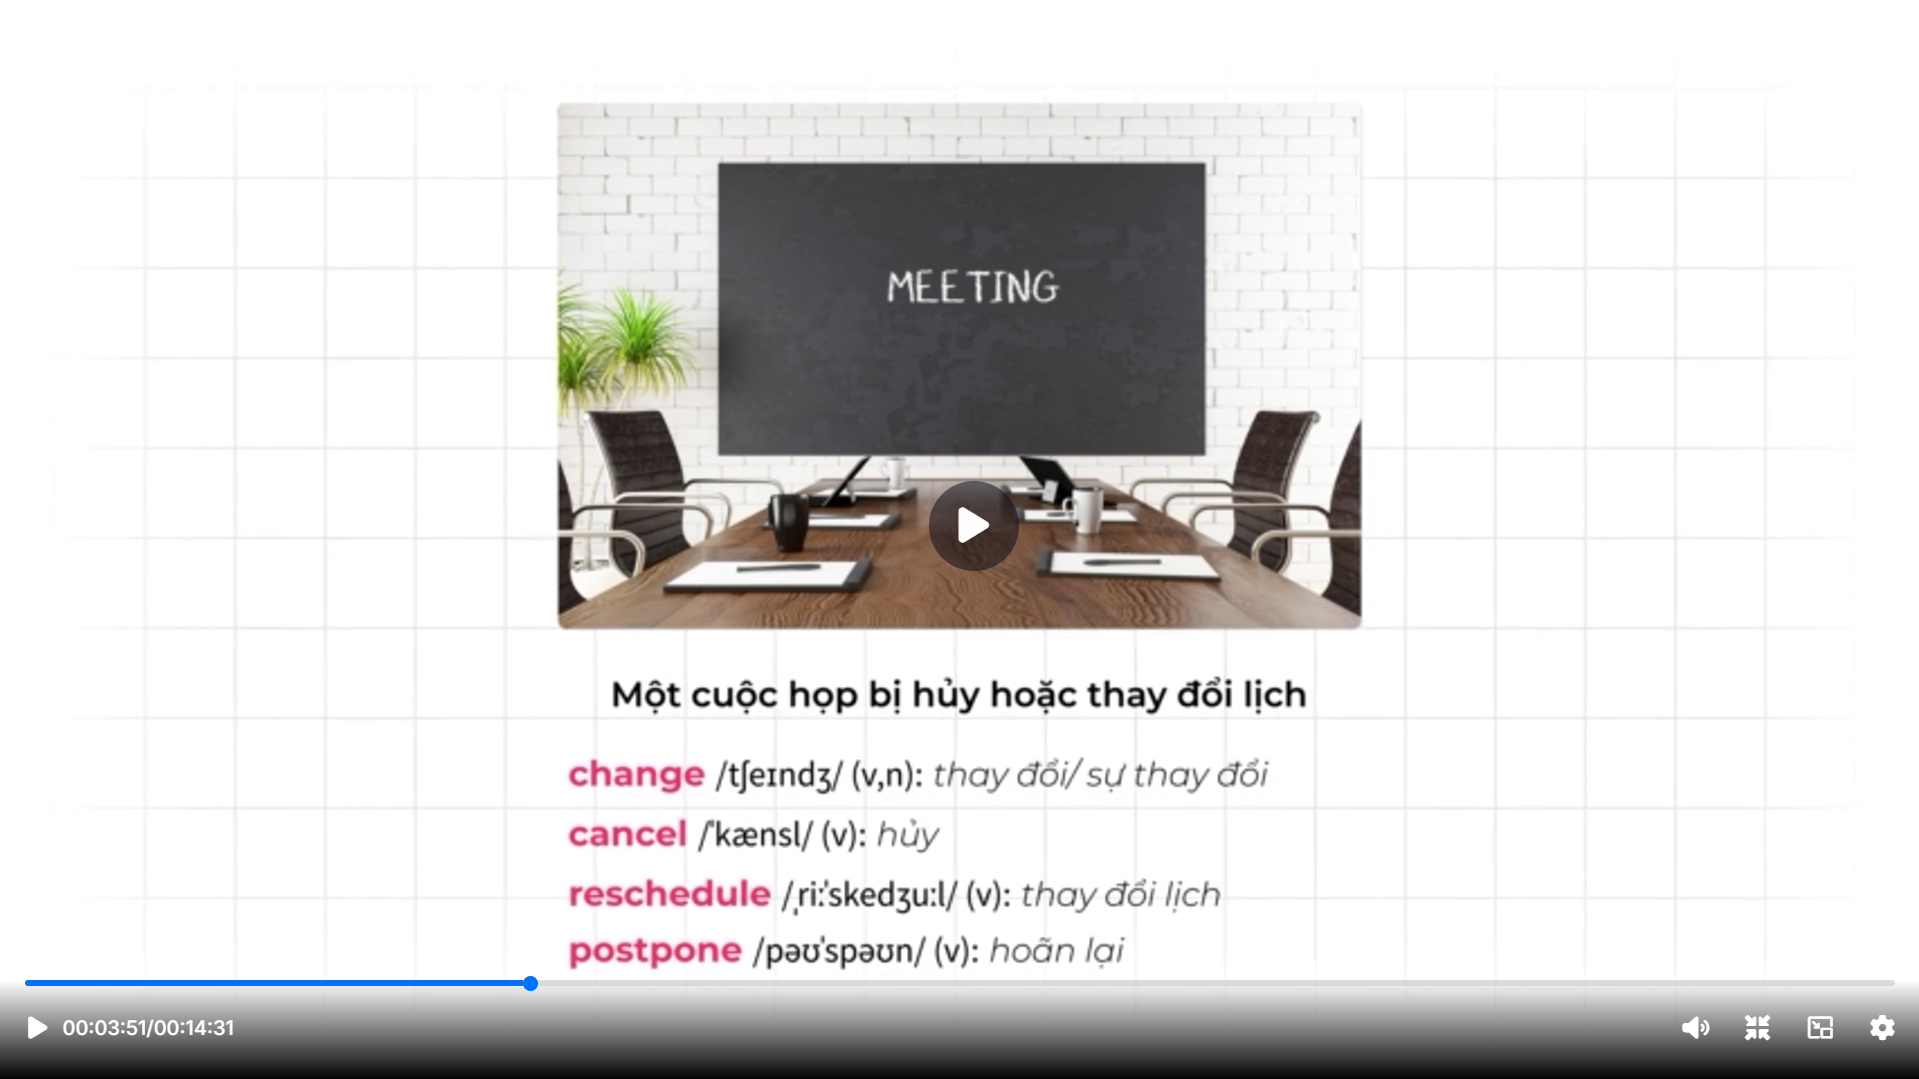 MEETING
Một cuộc họp bị hủy hoặc thay đổi lịch
change /tʃeɪndʒ/ (v,n): thay đổi/ sự thay đổi
cancel /ˈkænsl/ (v): hủy
reschedule /ˌriːˈskedʒuːl/ (v): thay đổi lịch
postpone /pəʊˈspəʊn/ (v): hoãn lại
00:03:51/00:14:31